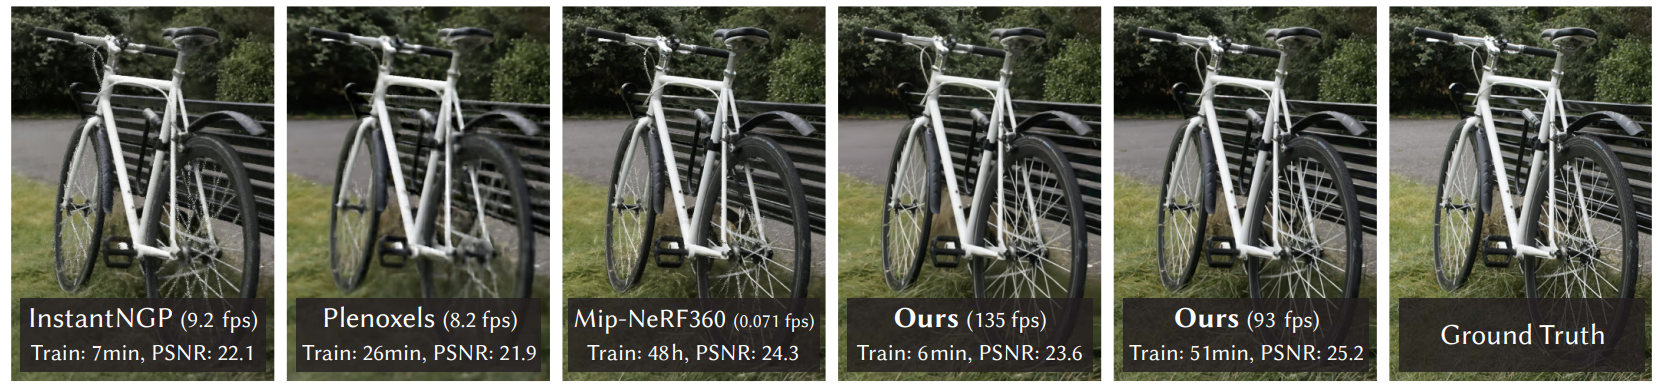 InstantNGP (9.2 fps)
Train: 7min, PSNR: 22.1
Plenoxels (8.2 fps)
Train: 26min, PSNR: 21.9
Mip-NeRF360 (0.071 fps)
Train: 48h, PSNR: 24.3
Ours (135 fps)
Train: 6min, PSNR: 23.6
Ours (93 fps)
Train: 51min, PSNR: 25.2
Ground Truth